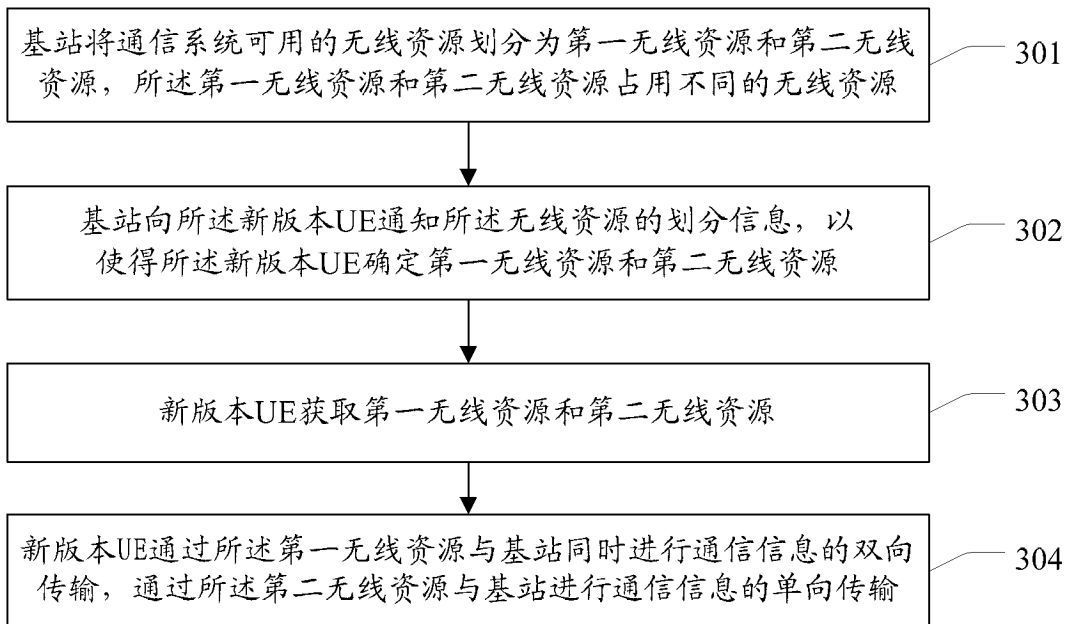 基站将通信系统可用的无线资源划分为第一无线资源和第二无线
资源，所述第一无线资源和第二无线资源占用不同的无线资源
301
基站向所述新版本UE通知所述无线资源的划分信息，以
使得所述新版本UE确定第一无线资源和第二无线资源
302
新版本UE获取第一无线资源和第二无线资源
303
新版本UE通过所述第一无线资源与基站同时进行通信信息的双向
传输，通过所述第二无线资源与基站进行通信信息的单向传输
304